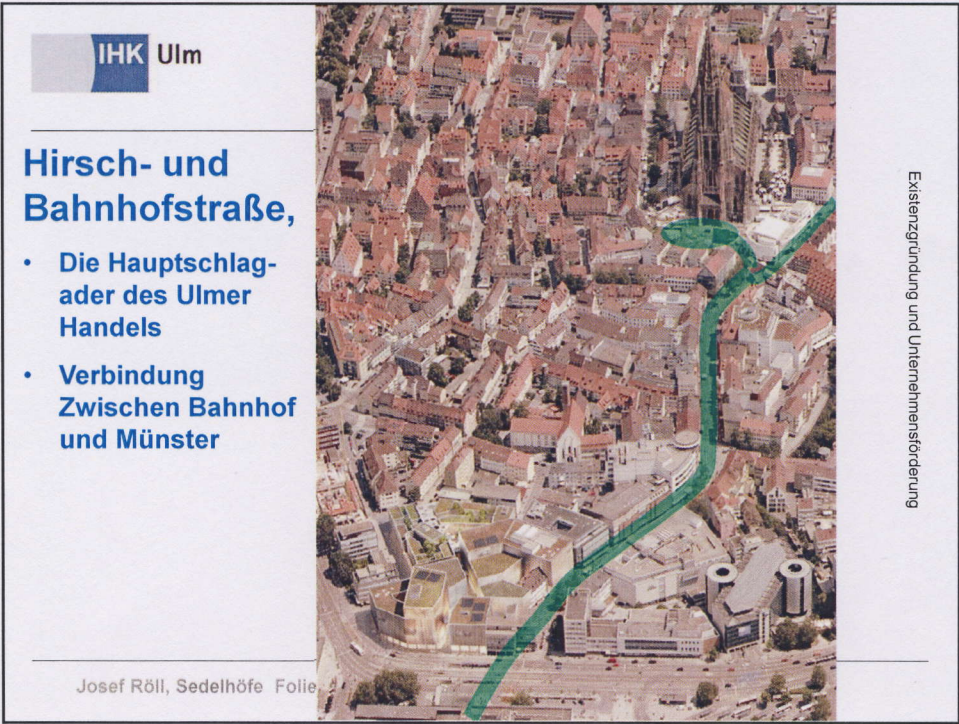 IHK Ulm
Hirsch- und
Bahnhofstraße,
• Die Hauptschlag-
ader des Ulmer
Handels
• Verbindung
Zwischen Bahnhof
und Münster
Existenzgründung und Unternehmensförderung
Josef Röll, Sedelhöfe Folie